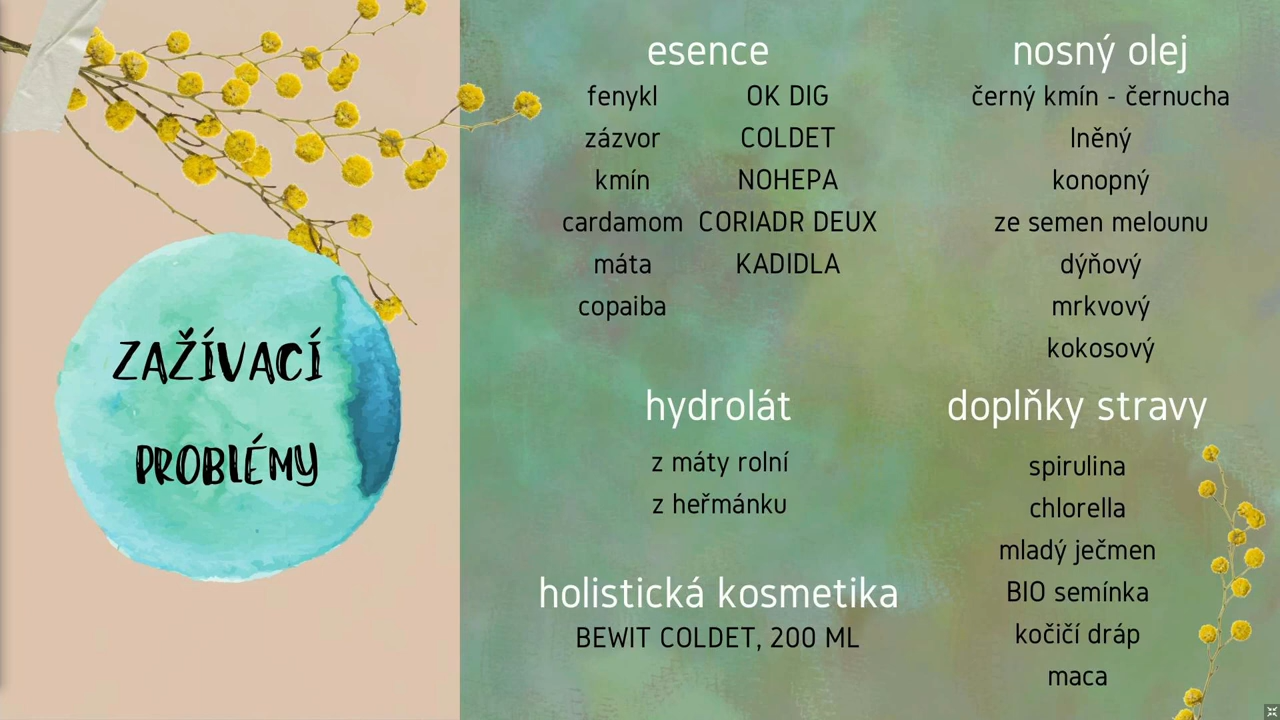 ZAŽÍVACÍ
PROBLÉMY
esence
fenykl OK DIG
zázvor COLDET
kmín NOHEPA
cardamom CORIADR DEUX
máta KADIDLA
copaiba
hydrolát
z máty rolní
z heřmánku
holistická kosmetika
BEWIT COLDET, 200 ML
nosný olej
černý kmín - černucha
lněný
konopný
ze semen melounu
dýňový
mrkvový
kokosový
doplňky stravy
spirulina
chlorella
mladý ječmen
BIO semínka
kočičí dráp
maca